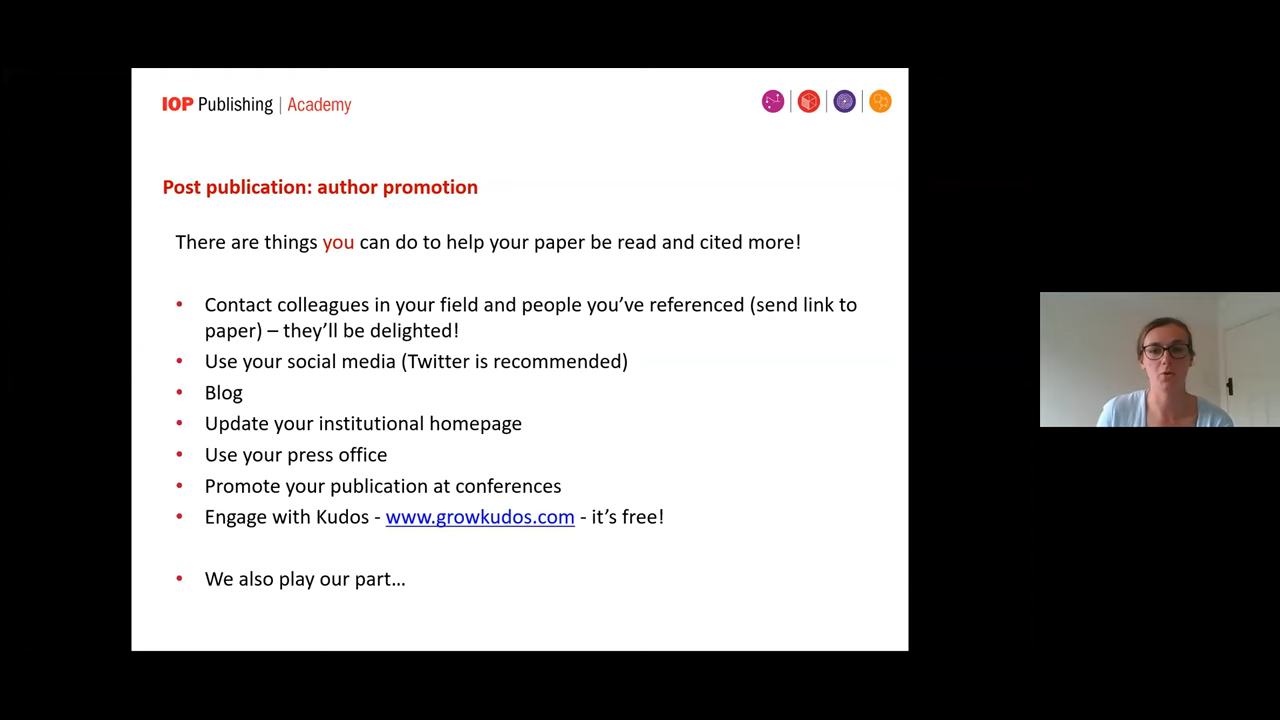 IOP Publishing | Academy
Post publication: author promotion
There are things you can do to help your paper be read and cited more!
• Contact colleagues in your field and people you’ve referenced (send link to
paper) – they’ll be delighted!
• Use your social media (Twitter is recommended)
• Blog
• Update your institutional homepage
• Use your press office
• Promote your publication at conferences
• Engage with Kudos - www.growkudos.com - it’s free!
• We also play our part…